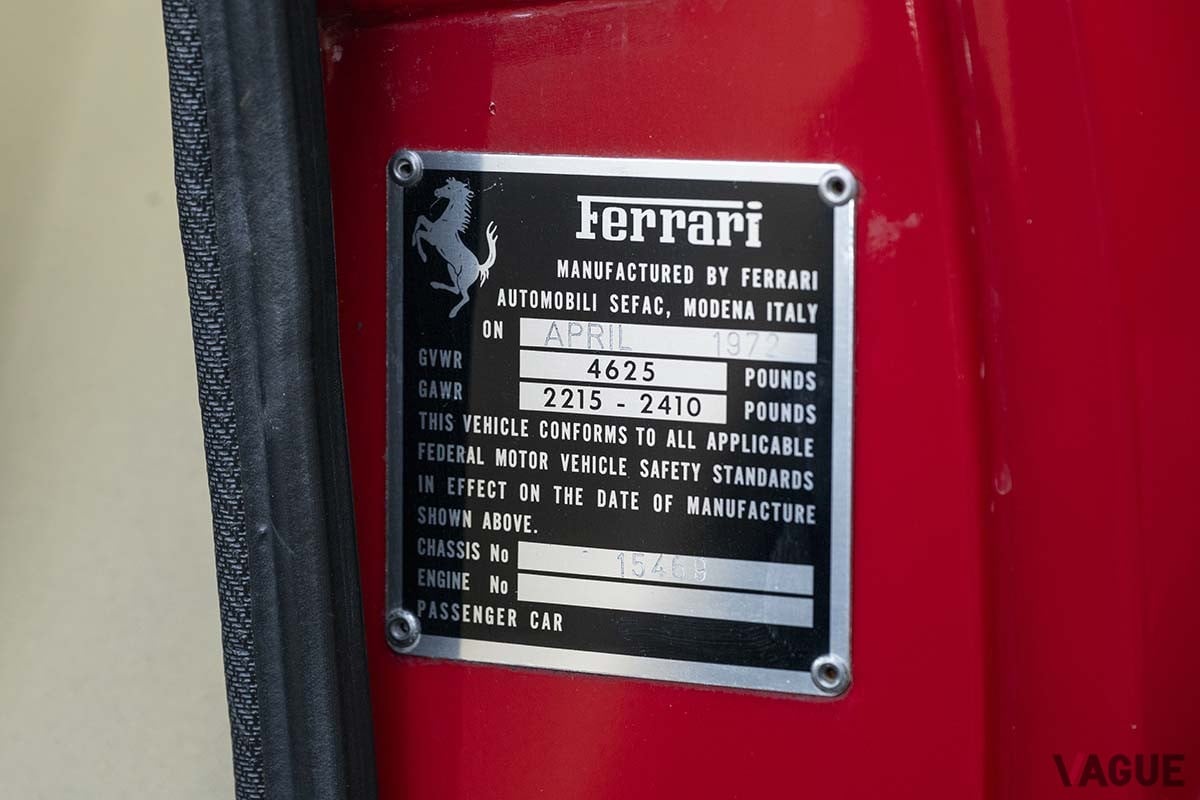 Ferrari
MANUFACTURED BY FERRARI
AUTOMOBILI SEFAC, MODENA ITALY
ON APRIL 1972
GVWR 4625 POUNDS
GAWR 2215 - 2410 POUNDS
THIS VEHICLE CONFORMS TO ALL APPLICABLE
FEDERAL MOTOR VEHICLE SAFETY STANDARDS
IN EFFECT ON THE DATE OF MANUFACTURE
SHOWN ABOVE.
CHASSIS No 15469
ENGINE No
PASSENGER CAR
VAGUE